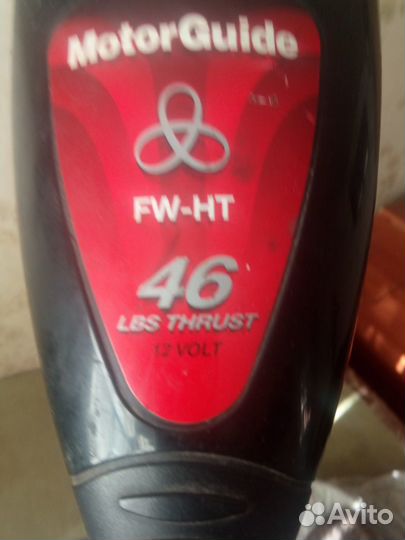 MotorGuide
FW-HT
46
LBS THRUST
12 VOLT
Avito